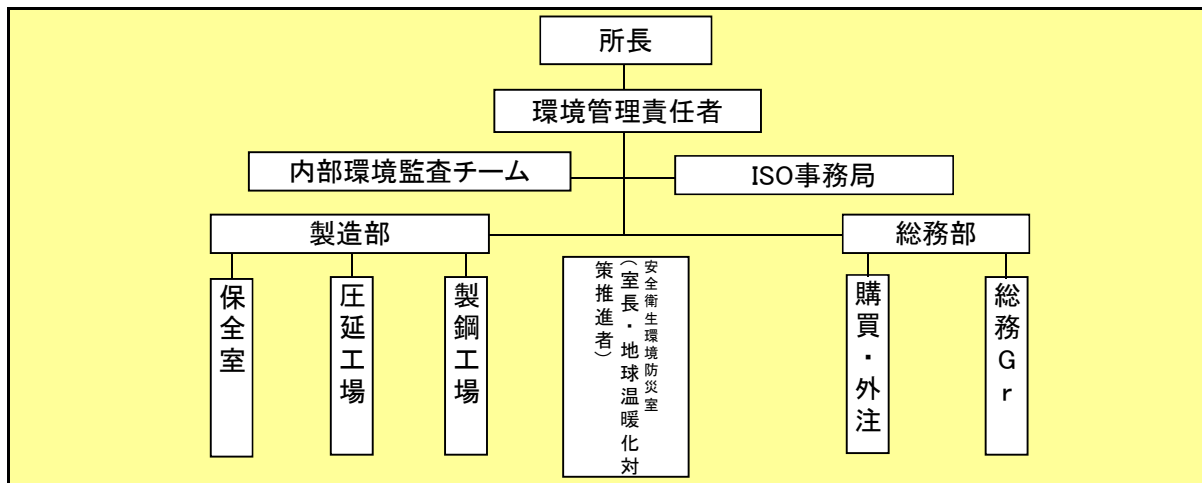 所長
環境管理責任者
内部環境監査チーム
ISO事務局
製造部
総務部
保全室
圧延工場
製鋼工場
安全衛生環境防災室
(室長・地球温暖化対
策推進者)
購買・外注
総務Gr